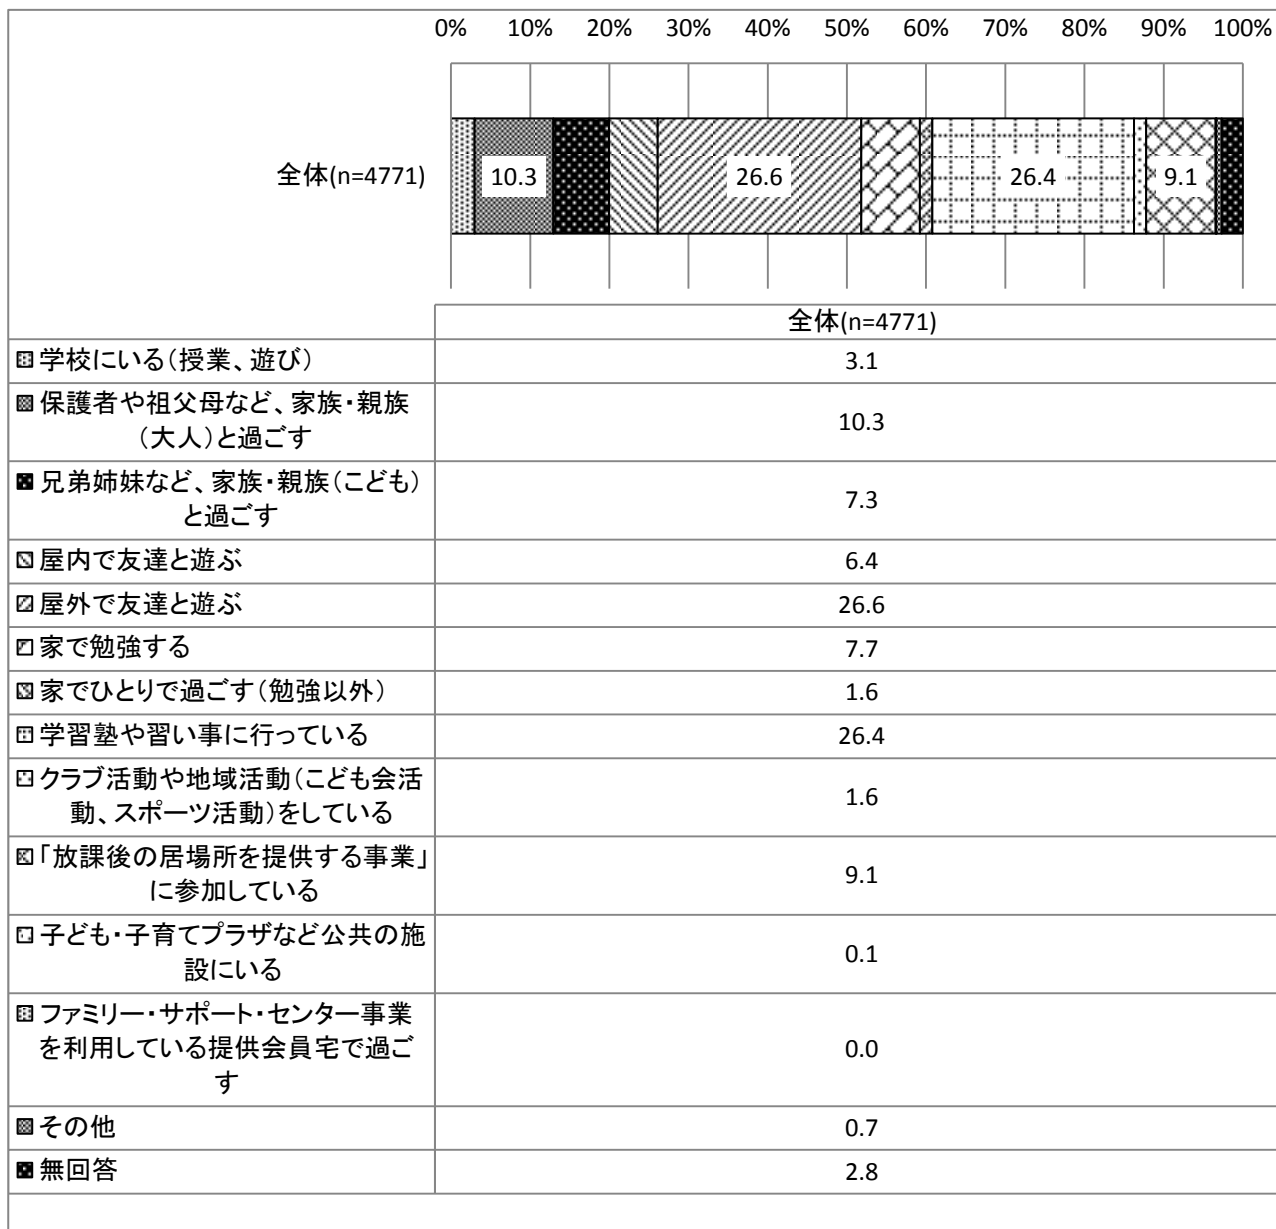 0% 10% 20% 30% 40% 50% 60% 70% 80% 90% 100%
全体(n=4771) 10.3 26.6 26.4 9.1
全体(n=4771)
学校にいる(授業、遊び) 3.1
保護者や祖父母など、家族・親族
(大人)と過ごす 10.3
兄弟姉妹など、家族・親族(こども)
と過ごす 7.3
屋内で友達と遊ぶ 6.4
屋外で友達と遊ぶ 26.6
家で勉強する 7.7
家でひとりで過ごす(勉強以外) 1.6
学習塾や習い事に行っている 26.4
クラブ活動や地域活動(こども会活
動、スポーツ活動)をしている 1.6
「放課後の居場所を提供する事業」
に参加している 9.1
子ども・子育てプラザなど公共の施
設にいる 0.1
ファミリー・サポート・センター事業
を利用している提供会員宅で過ご
す 0.0
その他 0.7
無回答 2.8